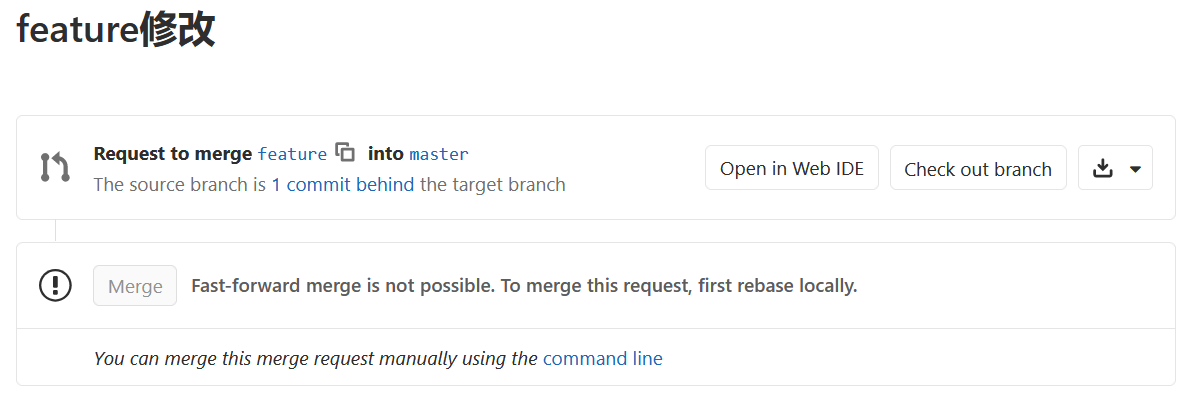 feature修改
Request to merge feature into master
The source branch is 1 commit behind the target branch
Open in Web IDE
Check out branch
Merge
Fast-forward merge is not possible. To merge this request, first rebase locally.
You can merge this merge request manually using the command line